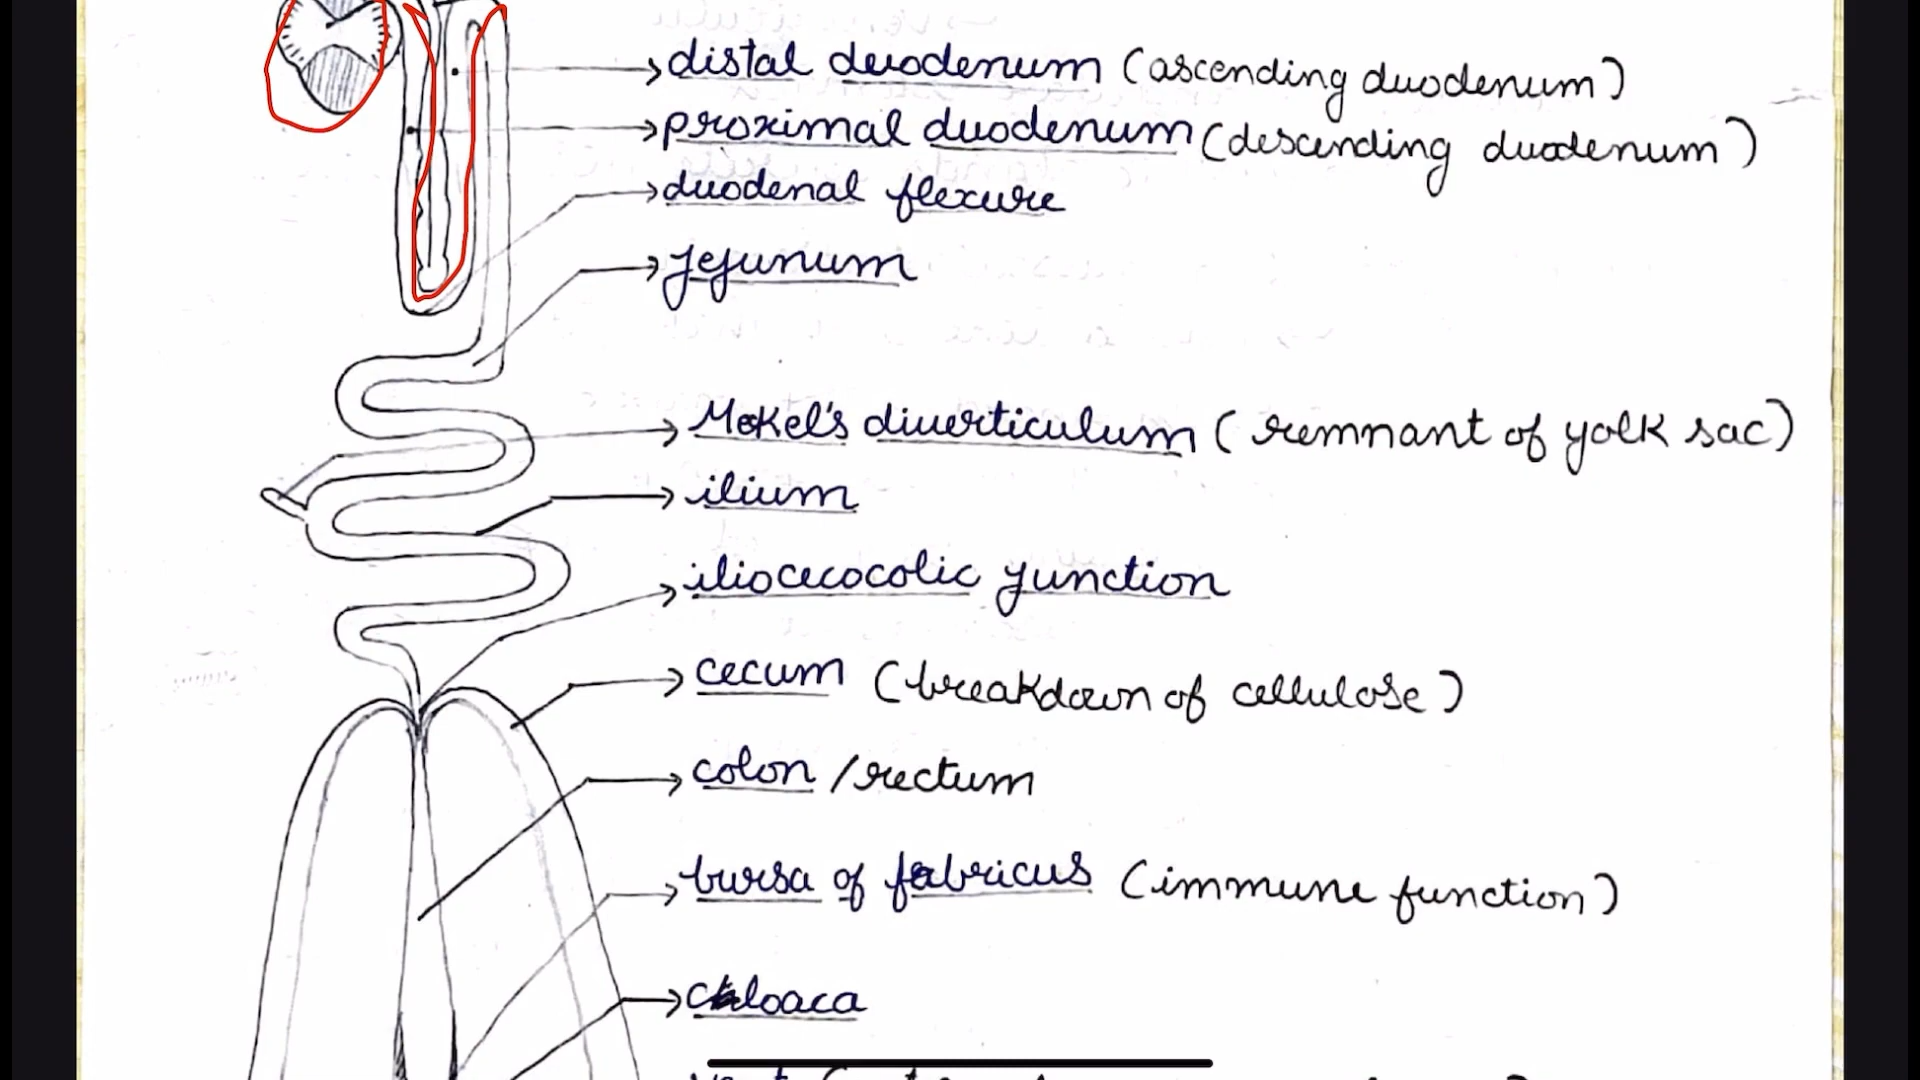 distal duodenum (ascending duodenum)
proximal duodenum (descending duodenum)
duodenal flexure
jejunum
Mekel's diverticulum (remnant of yolk sac)
ilium
iliocecocolic junction
cecum (breakdown of cellulose)
colon / rectum
bursa of fabricus (immune function)
cloaca